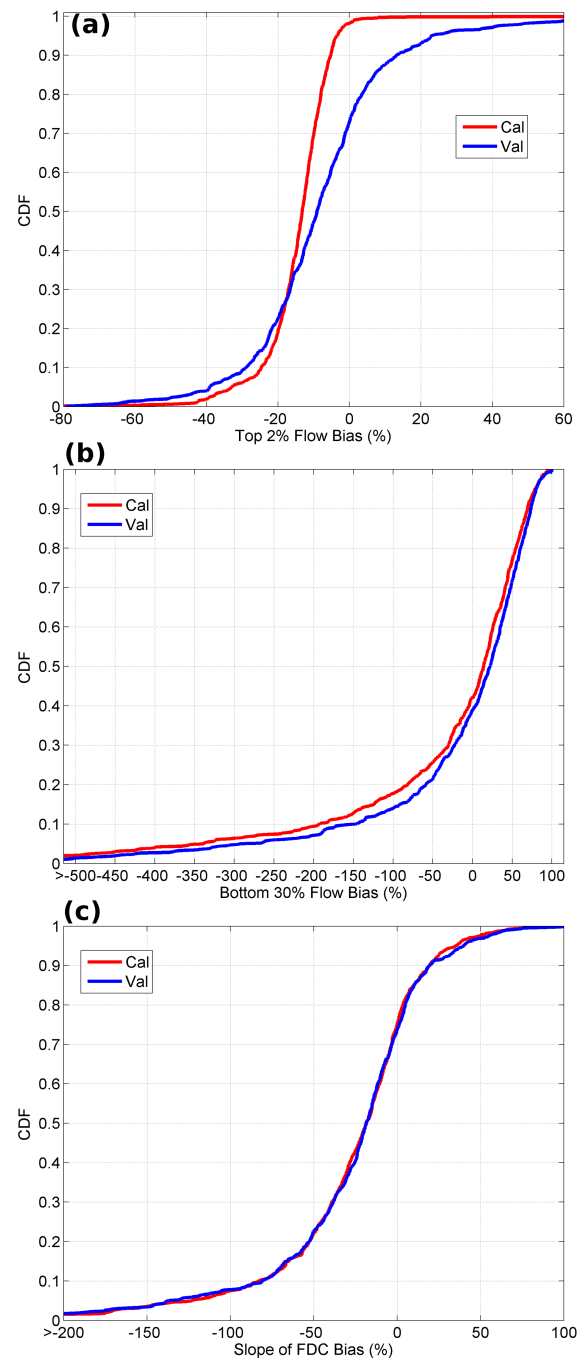 (a)
1
0.9
0.8
0.7
0.6
0.5
0.4
0.3
0.2
0.1
0
CDF
Cal
Val
-80 -60 -40 -20 0 20 40 60
Top 2% Flow Bias (%)
(b)
1
0.9
0.8
0.7
0.6
0.5
0.4
0.3
0.2
0.1
0
CDF
Cal
Val
>-500 -450 -400 -350 -300 -250 -200 -150 -100 -50 0 50 100
Bottom 30% Flow Bias (%)
(c)
1
0.9
0.8
0.7
0.6
0.5
0.4
0.3
0.2
0.1
0
CDF
Cal
Val
>-200 -150 -100 -50 0 50 100
Slope of FDC Bias (%)